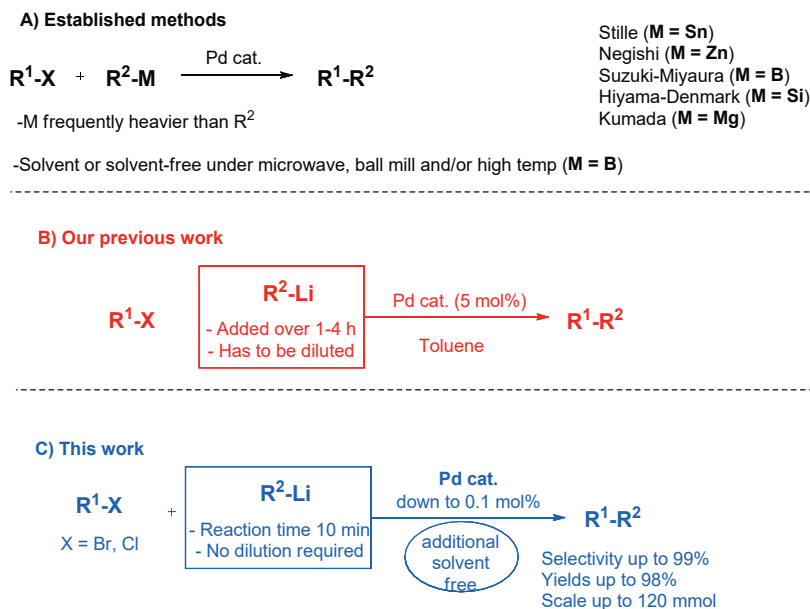 A) Established methods
R¹-X + R²-M Pd cat. R¹-R²
-M frequently heavier than R²
-Solvent or solvent-free under microwave, ball mill and/or high temp (M = B)
Stille (M = Sn)
Negishi (M = Zn)
Suzuki-Miyaura (M = B)
Hiyama-Denmark (M = Si)
Kumada (M = Mg)
B) Our previous work
R¹-X
R²-Li
- Added over 1-4 h
- Has to be diluted
Pd cat. (5 mol%)
Toluene
R¹-R²
C) This work
R¹-X
X = Br, Cl
+
R²-Li
- Reaction time 10 min
- No dilution required
Pd cat.
down to 0.1 mol%
additional
solvent
free
R¹-R²
Selectivity up to 99%
Yields up to 98%
Scale up to 120 mmol